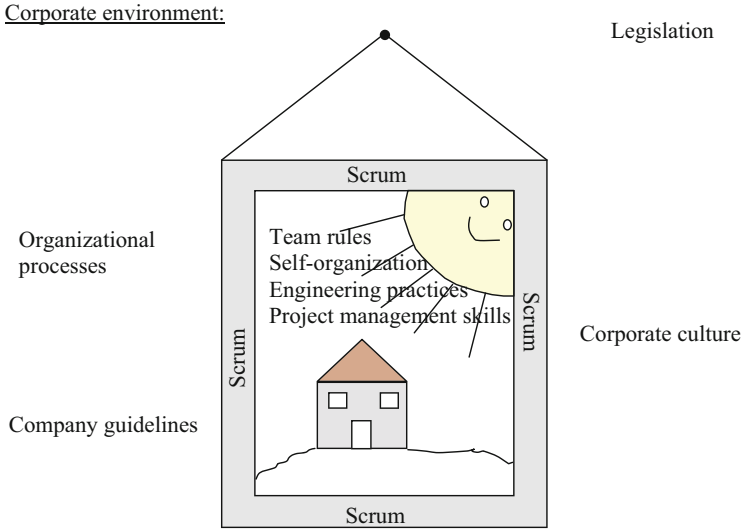 Corporate environment:
Legislation
Scrum
Organizational
processes
Team rules
Self-organization
Engineering practices
Project management skills
Scrum
Scrum
Corporate culture
Company guidelines
Scrum